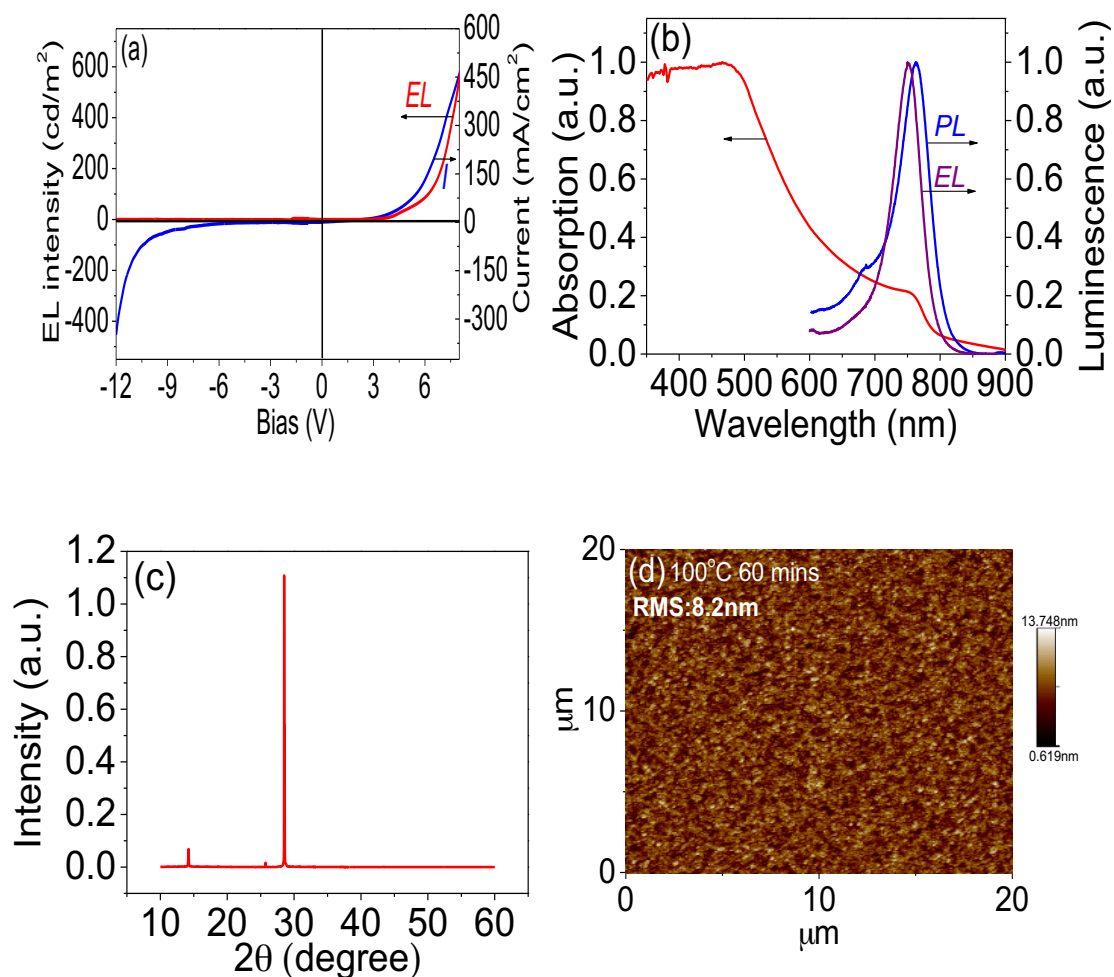 (a)
EL intensity (cd/m²)
600
400
200
0
-200
-400
-12 -9 -6 -3 0 3 6
Bias (V)
600
450
300
150
0
-150
-300
Current (mA/cm²)
EL
I
(b)
Absorption (a.u.)
1.0
0.8
0.6
0.4
0.2
0.0
400 500 600 700 800 900
Wavelength (nm)
1.0
0.8
0.6
0.4
0.2
0.0
Luminescence (a.u.)
PL
EL
(c)
Intensity (a.u.)
1.2
1.0
0.8
0.6
0.4
0.2
0.0
10 20 30 40 50 60
2θ (degree)
(d) 100°C 60 mins
RMS:8.2nm
20
10
0
μm
0 10 20
μm
13.748nm
0.619nm